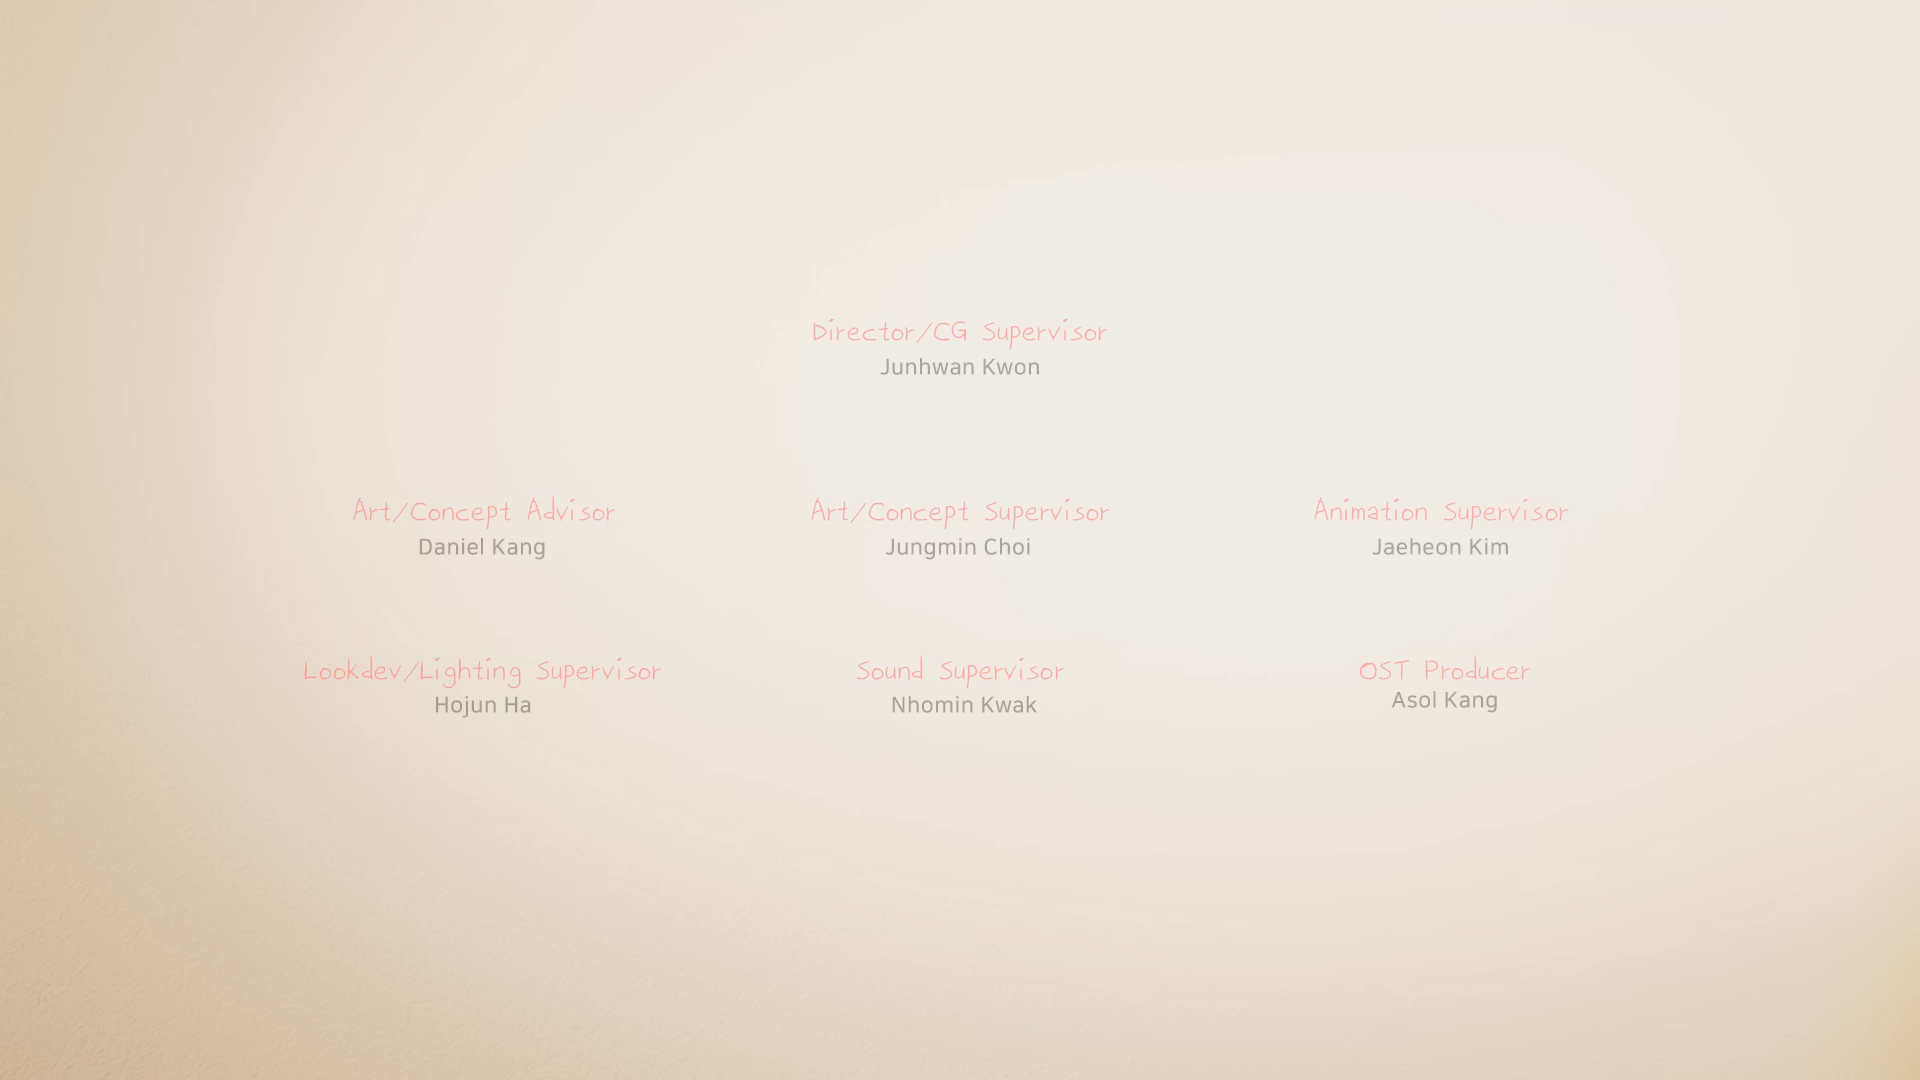 Director/CG Supervisor
Junhwan Kwon
Art/Concept Advisor
Daniel Kang
Art/Concept Supervisor
Jungmin Choi
Animation Supervisor
Jaeheon Kim
Lookdev/Lighting Supervisor
Hojun Ha
Sound Supervisor
Nhomin Kwak
OST Producer
Asol Kang